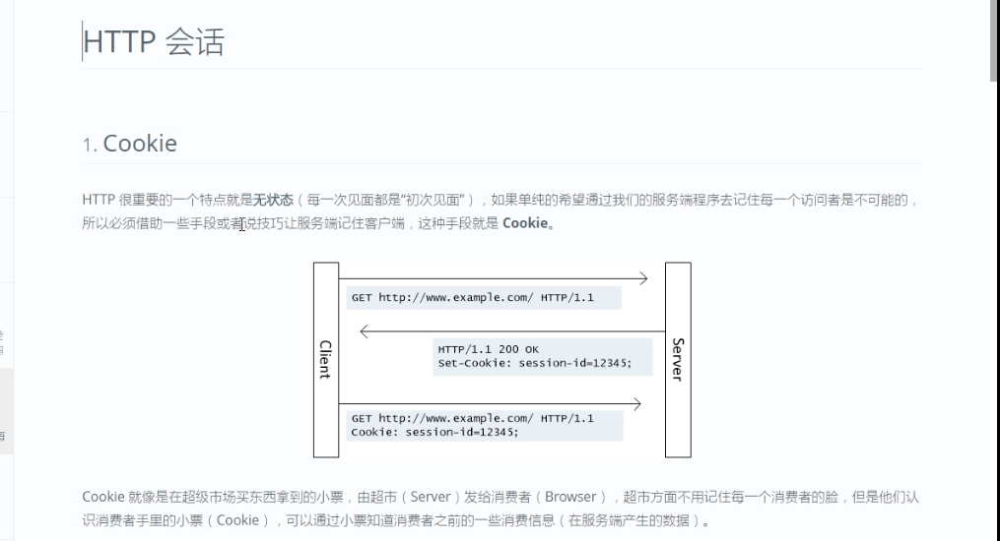 HTTP 会话
1. Cookie
HTTP 很重要的一个特点就是无状态（每一次见面都是“初次见面”），如果单纯的希望通过我们的服务端程序去记住每一个访问者是不可能的，
所以必须借助一些手段或者说技巧让服务端记住客户端，这种手段就是 Cookie。
Client
GET http://www.example.com/ HTTP/1.1
HTTP/1.1 200 OK
Set-Cookie: session-id=12345;
GET http://www.example.com/ HTTP/1.1
Cookie: session-id=12345;
Server
Cookie 就像是在超级市场买东西拿到的小票，由超市（Server）发给消费者（Browser），超市方面不用记住每一个消费者的脸，但是他们认
识消费者手里的小票（Cookie），可以通过小票知道消费者之前的一些消费信息（在服务端产生的数据）。